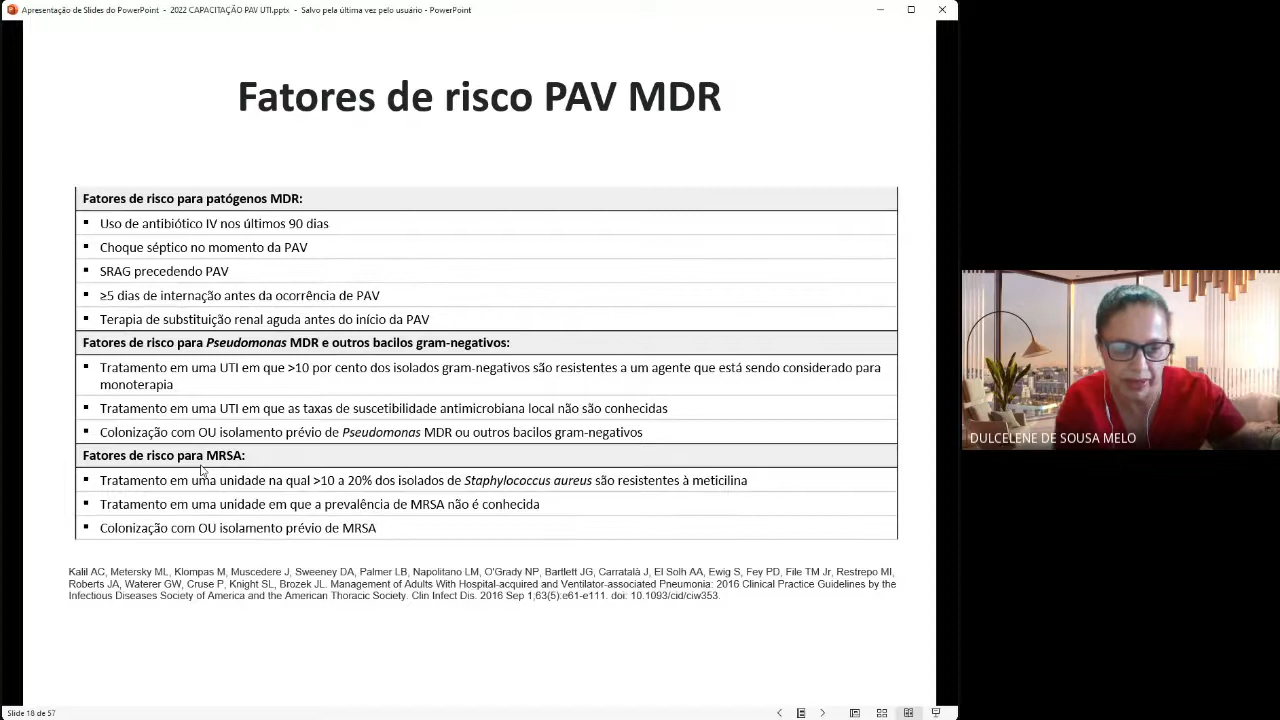 Apresentação de Slides do PowerPoint - 2022 CAPACITAÇÃO PAV UTI.pptx - Salvo pela última vez pelo usuário - PowerPoint
Fatores de risco PAV MDR
Fatores de risco para patógenos MDR:
▪ Uso de antibiótico IV nos últimos 90 dias
▪ Choque séptico no momento da PAV
▪ SRAG precedendo PAV
▪ ≥5 dias de internação antes da ocorrência de PAV
▪ Terapia de substituição renal aguda antes do início da PAV
Fatores de risco para Pseudomonas MDR e outros bacilos gram-negativos:
▪ Tratamento em uma UTI em que >10 por cento dos isolados gram-negativos são resistentes a um agente que está sendo considerado para
monoterapia
▪ Tratamento em uma UTI em que as taxas de suscetibilidade antimicrobiana local não são conhecidas
▪ Colonização com OU isolamento prévio de Pseudomonas MDR ou outros bacilos gram-negativos
Fatores de risco para MRSA:
▪ Tratamento em uma unidade na qual >10 a 20% dos isolados de Staphylococcus aureus são resistentes à meticilina
▪ Tratamento em uma unidade em que a prevalência de MRSA não é conhecida
▪ Colonização com OU isolamento prévio de MRSA
Kalil AC, Metersky ML, Klompas M, Muscedere J, Sweeney DA, Palmer LB, Napolitano LM, O'Grady NP, Bartlett JG, Carratalà J, El Solh AA, Ewig S, Fey PD, File TM Jr, Restrepo MI,
Roberts JA, Waterer GW, Cruse P, Knight SL, Brozek JL. Management of Adults With Hospital-acquired and Ventilator-associated Pneumonia: 2016 Clinical Practice Guidelines by the
Infectious Diseases Society of America and the American Thoracic Society. Clin Infect Dis. 2016 Sep 1;63(5):e61-e111. doi: 10.1093/cid/ciw353.
DULCELENE DE SOUSA MELO
Slide 18 de 57